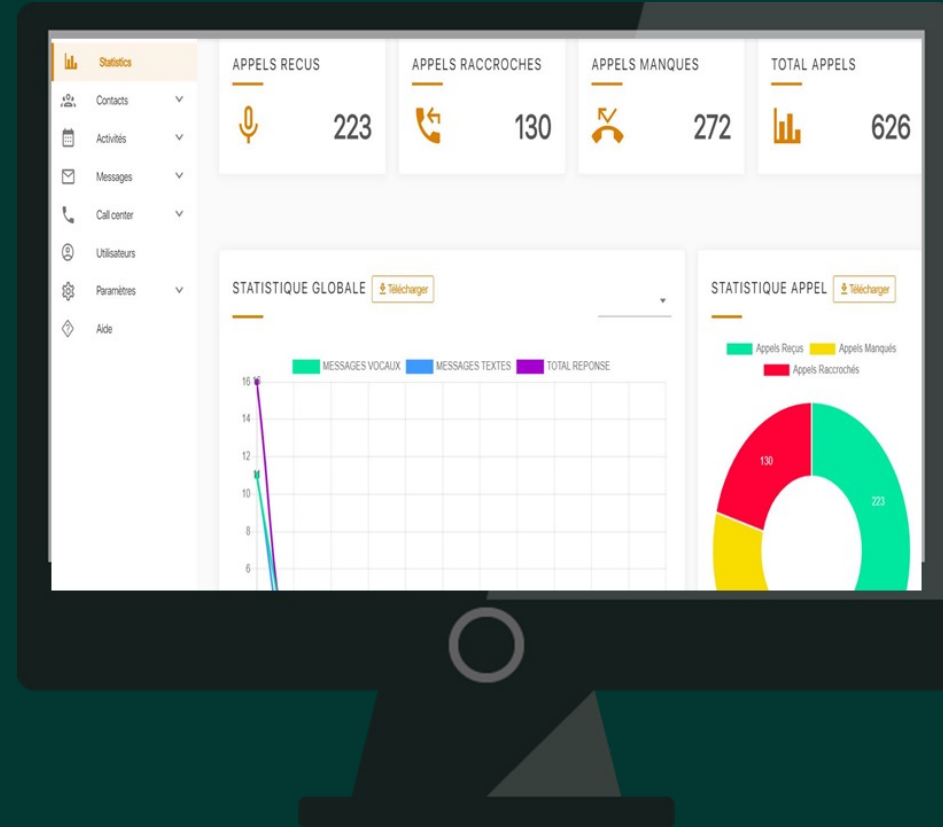 Statistics
Contacts
Activités
Messages
Call center
Utilisateurs
Paramètres
Aide
APPELS RECUS
223
APPELS RACCROCHES
130
APPELS MANQUES
272
TOTAL APPELS
626
STATISTIQUE GLOBALE Télécharger
MESSAGES VOCAUX MESSAGES TEXTES TOTAL REPONSE
16
14
12
10
8
6
STATISTIQUE APPEL Télécharger
Appels Reçus Appels Manqués
Appels Raccrochés
130
223